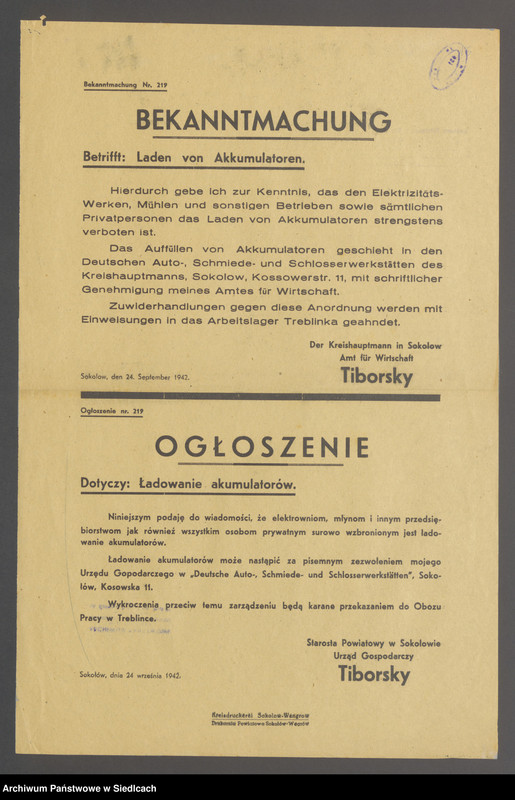 Bekanntmachung Nr. 219
BEKANNTMACHUNG
Betrifft: Laden von Akkumulatoren.
Hierdurch gebe ich zur Kenntnis, das den Elektrizitäts-
Werken, Mühlen und sonstigen Betrieben sowie sämtlichen
Privatpersonen das Laden von Akkumulatoren strengstens
verboten ist.
Das Auffüllen von Akkumulatoren geschieht in den
Deutschen Auto-, Schmiede- und Schlosserwerkstätten des
Kreishauptmanns, Sokolow, Kossowerstr. 11, mit schriftlicher
Genehmigung meines Amtes für Wirtschaft.
Zuwiderhandlungen gegen diese Anordnung werden mit
Einweisungen in das Arbeitslager Treblinka geahndet.
Der Kreishauptmann in Sokolow
Amt für Wirtschaft
Tiborsky
Sokolow, den 24. September 1942.
Ogłoszenie nr. 219
OGŁOSZENIE
Dotyczy: Ładowanie akumulatorów.
Niniejszym podaję do wiadomości, że elektrowniom, młynom i innym przedsię-
biorstwom jak również wszystkim osobom prywatnym surowo wzbronionym jest łado-
wanie akumulatorów.
Ładowanie akumulatorów może nastąpić za pisemnym zezwoleniem mojego
Urzędu Gopodarczego w „Deutsche Auto-, Schmiede- und Schlosserwerkstätten", Soko-
łów, Kosowska 11.
Wykroczenia przeciw temu zarządzeniu będą karane przekazaniem do Obozu
Pracy w Treblince.
Starosta Powiatowy w Sokołowie
Urząd Gospodarczy
Tiborsky
Sokołów, dnia 24 września 1942.
Kreisdruckerei Sokolow-Wengrow
Drukarnia Powiatowa Sokołów-Węgrów
Archiwum Państwowe w Siedlcach